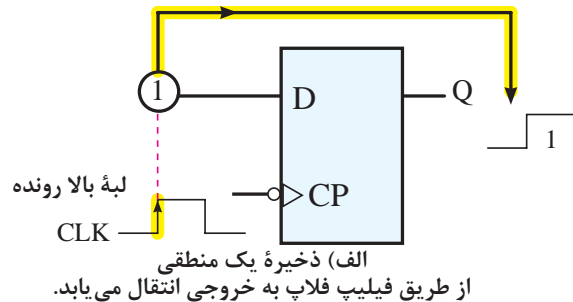 1
D
Q
1
لبهٔ بالا رونده
CP
CLK
الف) ذخیرهٔ یک منطقی
از طریق فیلیپ فلاپ به خروجی انتقال می‌یابد.